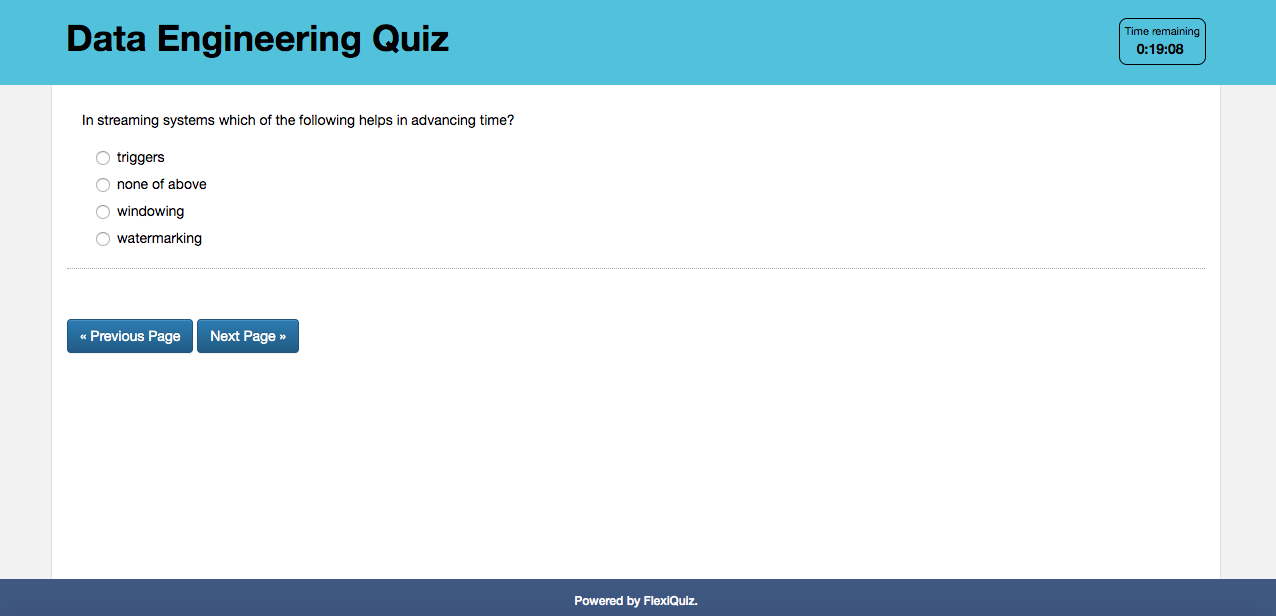 Data Engineering Quiz
Time remaining
0:19:08
In streaming systems which of the following helps in advancing time?
triggers
none of above
windowing
watermarking
« Previous Page
Next Page »
Powered by FlexiQuiz.